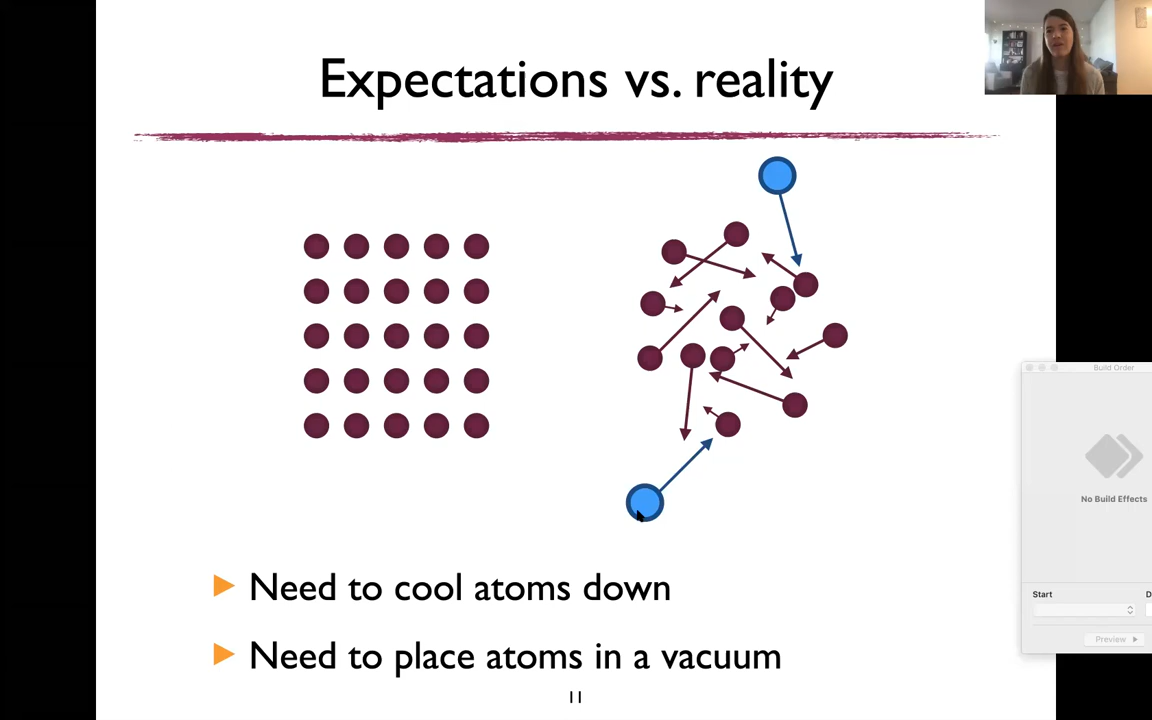 Expectations vs. reality
Build Order
No Build Effects
Need to cool atoms down
Start
D
Need to place atoms in a vacuum
Preview
11